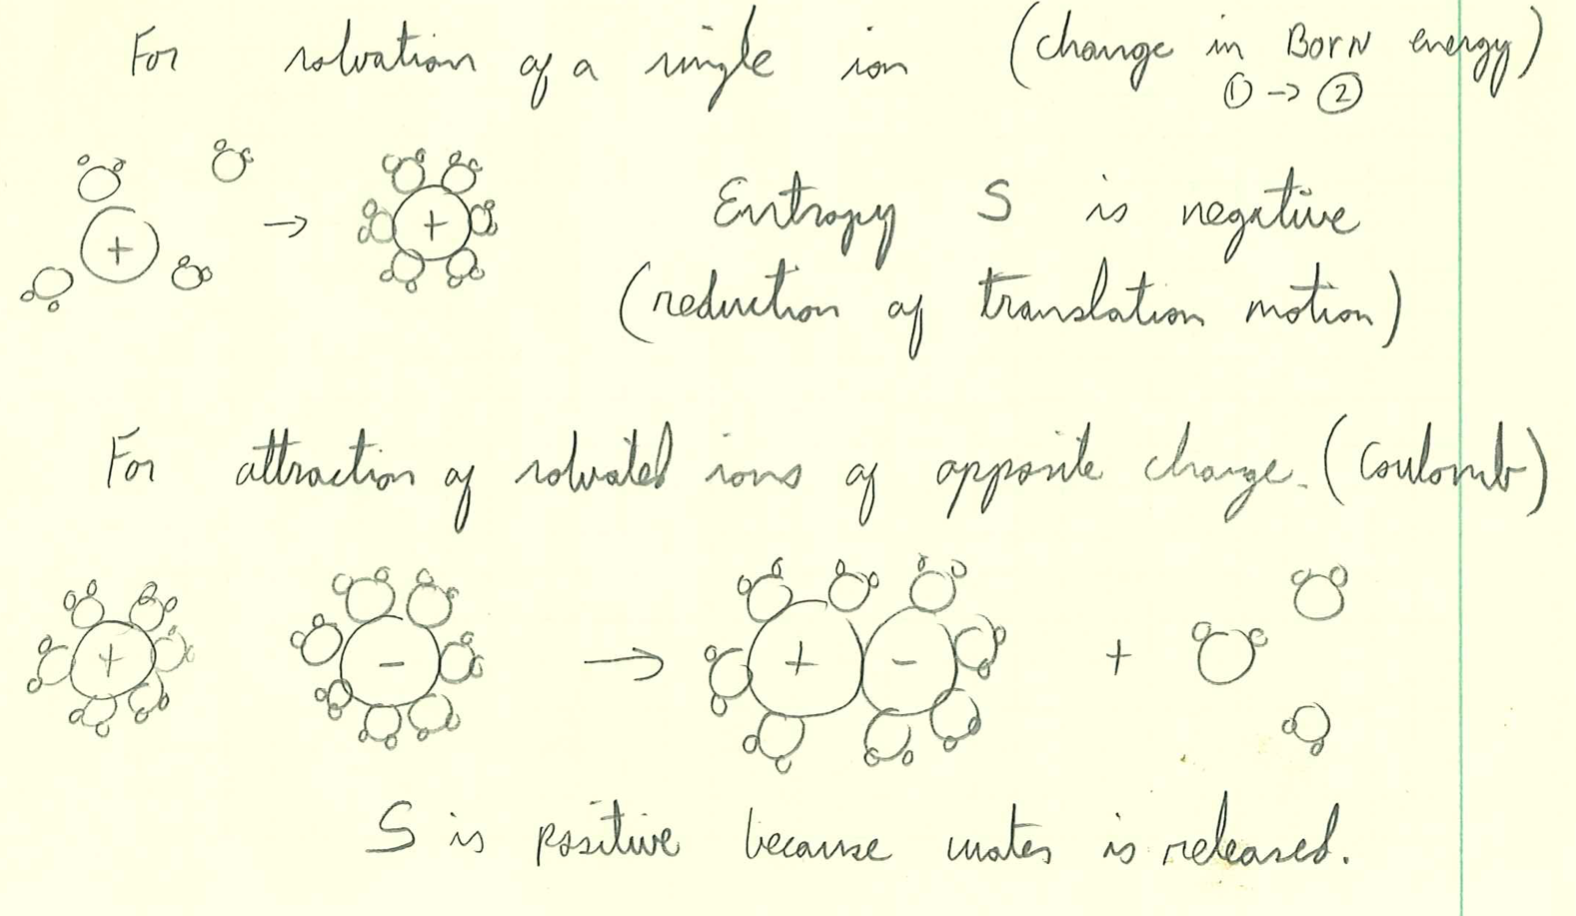 For solvation of a single ion (change in Born energy)
① → ②
+ → +
Entropy S is negative
(reduction of translation motion)
For attraction of solvated ions of opposite charge. (Coulomb)
+ - → + - +
S is positive because water is released.